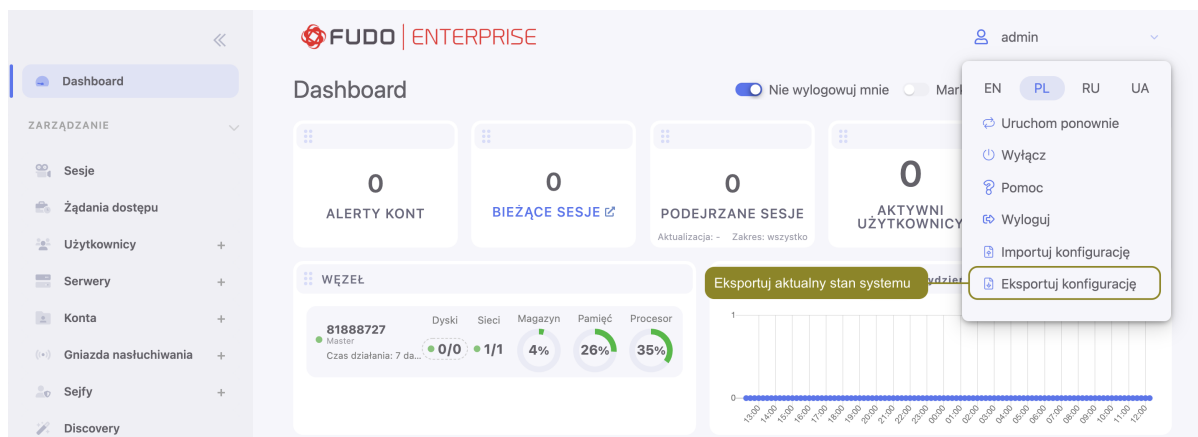 FUDO | ENTERPRISE
admin
Dashboard
ZARZĄDZANIE
Sesje
Żądania dostępu
Użytkownicy +
Serwery +
Konta +
Gniazda nasłuchiwania +
Sejfy +
Discovery
Dashboard
Nie wylogowuj mnie
EN PL RU UA
Uruchom ponownie
Wyłącz
Pomoc
Wyloguj
Importuj konfigurację
Eksportuj konfigurację
Eksportuj aktualny stan systemu
0
ALERTY KONT
0
BIEŻĄCE SESJE
0
PODEJRZANE SESJE
Aktualizacja: - Zakres: wszystko
0
AKTYWNI
UŻYTKOWNICY
WĘZEŁ
81888727
Master
Czas działania: 7 da...
Dyski Sieci Magazyn Pamięć Procesor
0/0 1/1 4% 26% 35%
1
0
13:00 14:00 15:00 16:00 17:00 18:00 19:00 20:00 21:00 22:00 23:00 00:00 01:00 02:00 03:00 04:00 05:00 06:00 07:00 08:00 09:00 10:00 11:00 12:00